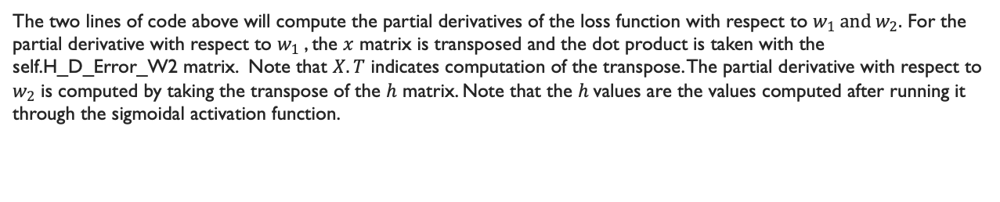 The two lines of code above will compute the partial derivatives of the loss function with respect to w₁ and w₂. For the
partial derivative with respect to w₁ , the x matrix is transposed and the dot product is taken with the
self.H_D_Error_W2 matrix. Note that X.T indicates computation of the transpose. The partial derivative with respect to
w₂ is computed by taking the transpose of the h matrix. Note that the h values are the values computed after running it
through the sigmoidal activation function.